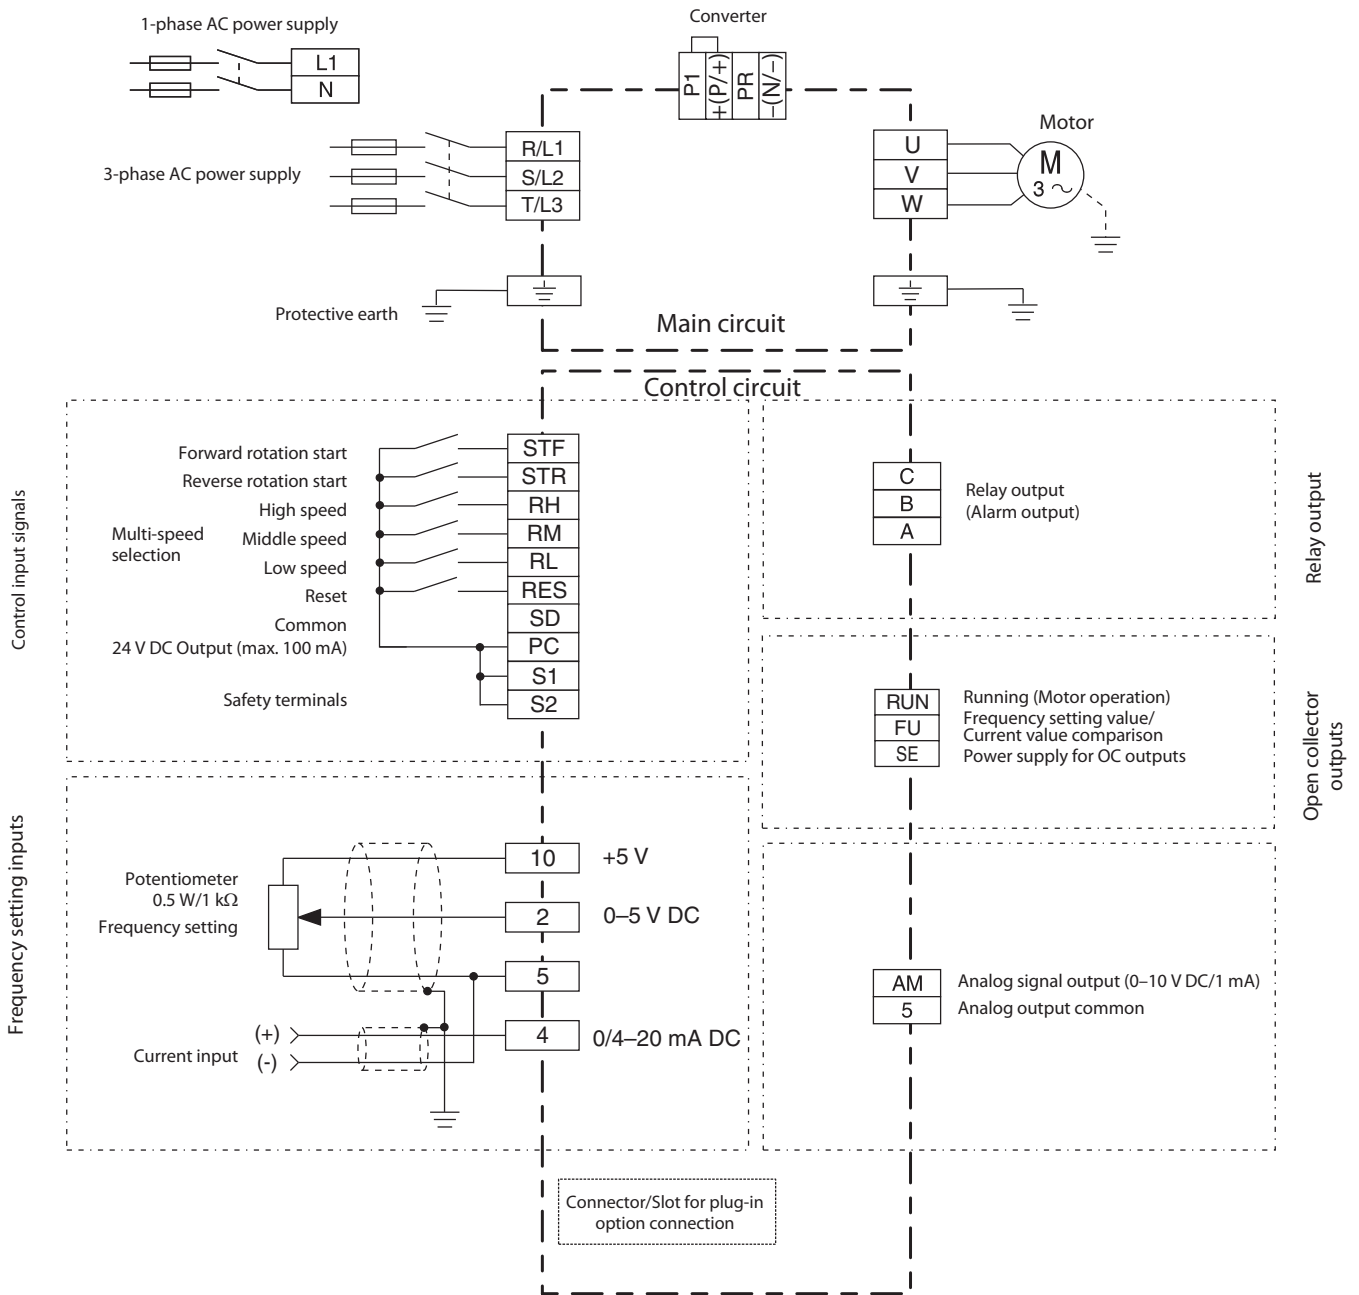 1-phase AC power supply
L1
N
Converter
P1
+(P/+)
PR
–(N/–)
3-phase AC power supply
R/L1
S/L2
T/L3
U
V
W
Motor
M
3 ~
Protective earth
Main circuit
Control circuit
Control input signals
Forward rotation start
Reverse rotation start
Multi-speed
selection
High speed
Middle speed
Low speed
Reset
Common
24 V DC Output (max. 100 mA)
Safety terminals
STF
STR
RH
RM
RL
RES
SD
PC
S1
S2
C
B
A
Relay output
(Alarm output)
Relay output
RUN
FU
SE
Running (Motor operation)
Frequency setting value/
Current value comparison
Power supply for OC outputs
Open collector
outputs
Frequency setting inputs
Potentiometer
0.5 W/1 kΩ
Frequency setting
10
+5 V
2
0–5 V DC
5
4
0/4–20 mA DC
Current input
(+)
(-)
AM
5
Analog signal output (0–10 V DC/1 mA)
Analog output common
Connector/Slot for plug-in
option connection